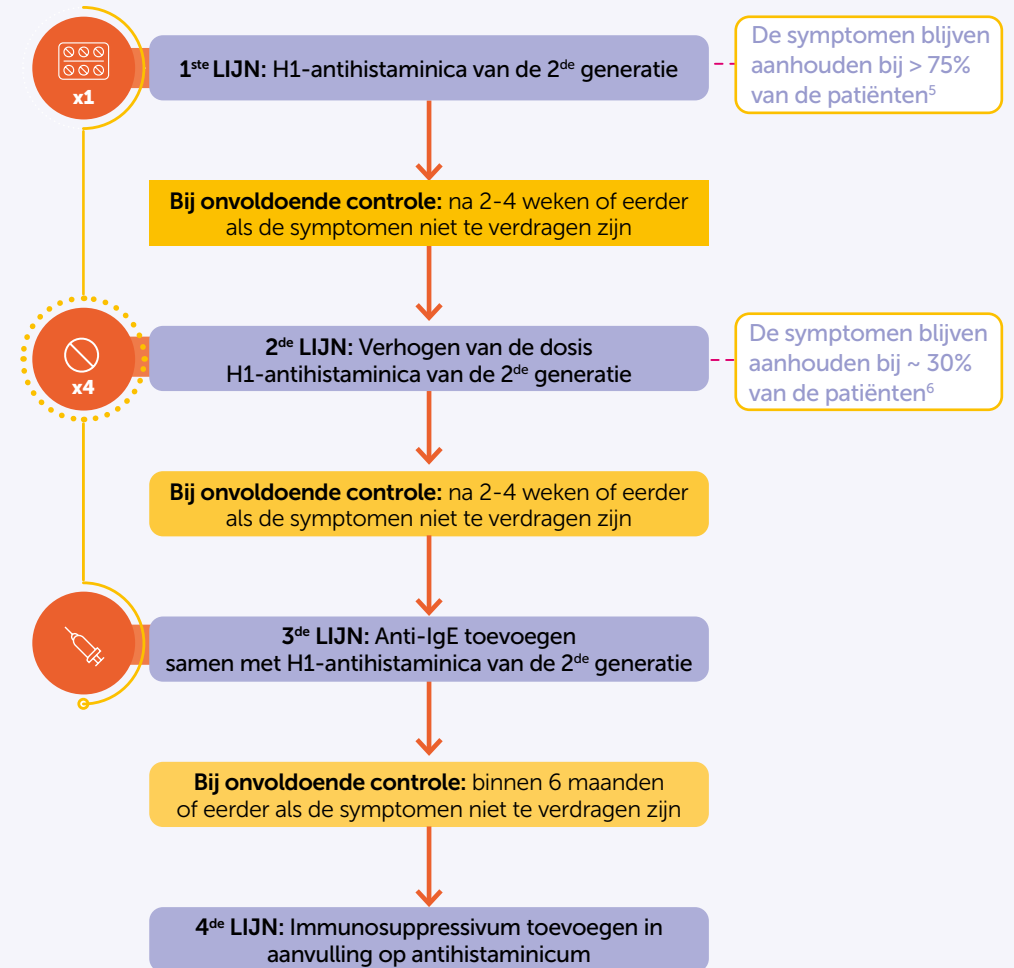 1ste LIJN: H1-antihistaminica van de 2de generatie
De symptomen blijven
aanhouden bij > 75%
van de patiënten5
x1
Bij onvoldoende controle: na 2-4 weken of eerder
als de symptomen niet te verdragen zijn
2de LIJN: Verhogen van de dosis
H1-antihistaminica van de 2de generatie
De symptomen blijven
aanhouden bij ~ 30%
van de patiënten6
x4
Bij onvoldoende controle: na 2-4 weken of eerder
als de symptomen niet te verdragen zijn
3de LIJN: Anti-IgE toevoegen
samen met H1-antihistaminica van de 2de generatie
Bij onvoldoende controle: binnen 6 maanden
of eerder als de symptomen niet te verdragen zijn
4de LIJN: Immunosuppressivum toevoegen in
aanvulling op antihistaminicum